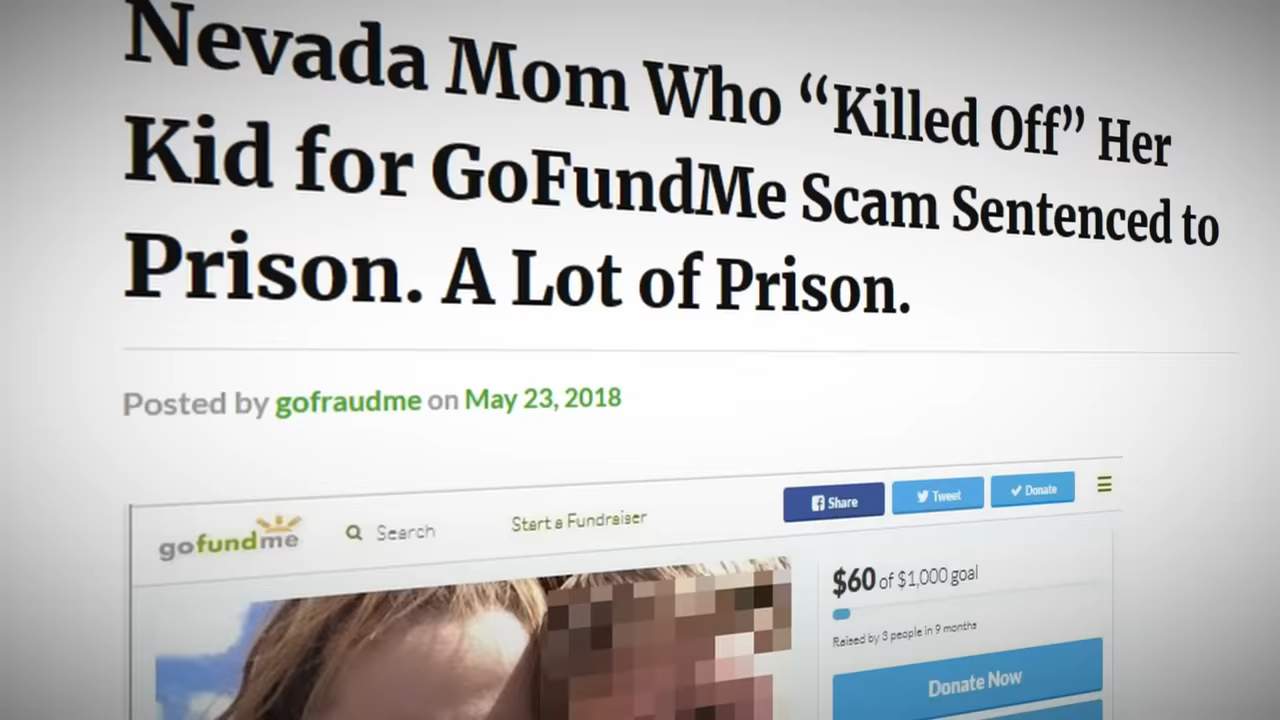 Nevada Mom Who “Killed Off” Her
Kid for GoFundMe Scam Sentenced to
Prison. A Lot of Prison.
Posted by gofraudme on May 23, 2018
gofundme Search Start a Fundraiser Share Tweet Donate
$60 of $1,000 goal
Raised by 3 people in 9 months
Donate Now